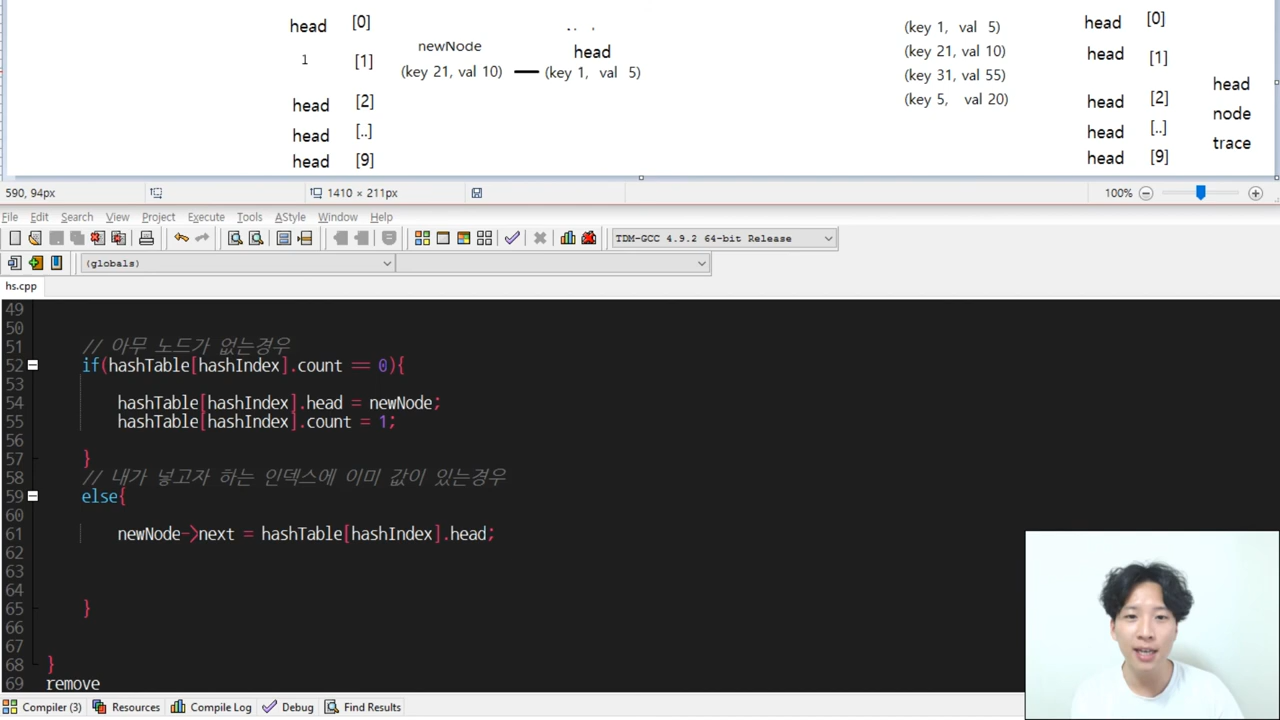 head [0]
1 [1]
newNode
(key 21, val 10)
head
(key 1, val 5)
head [2]
head [..]
head [9]
(key 1, val 5)
(key 21, val 10)
(key 31, val 55)
(key 5, val 20)
head [0]
head [1]
head [2]
head [..]
head [9]
head
node
trace
590, 94px
1410 × 211px
100%
File Edit Search View Project Execute Tools AStyle Window Help
TDM-GCC 4.9.2 64-bit Release
(globals)
hs.cpp
49
50
51 // 아무 노드가 없는경우
52 if(hashTable[hashIndex].count == 0){
53
54 hashTable[hashIndex].head = newNode;
55 hashTable[hashIndex].count = 1;
56
57 }
58 // 내가 넣고자 하는 인덱스에 이미 값이 있는경우
59 else{
60
61 newNode->next = hashTable[hashIndex].head;
62
63
64
65 }
66
67
68 }
69 remove
Compiler (3) Resources Compile Log Debug Find Results